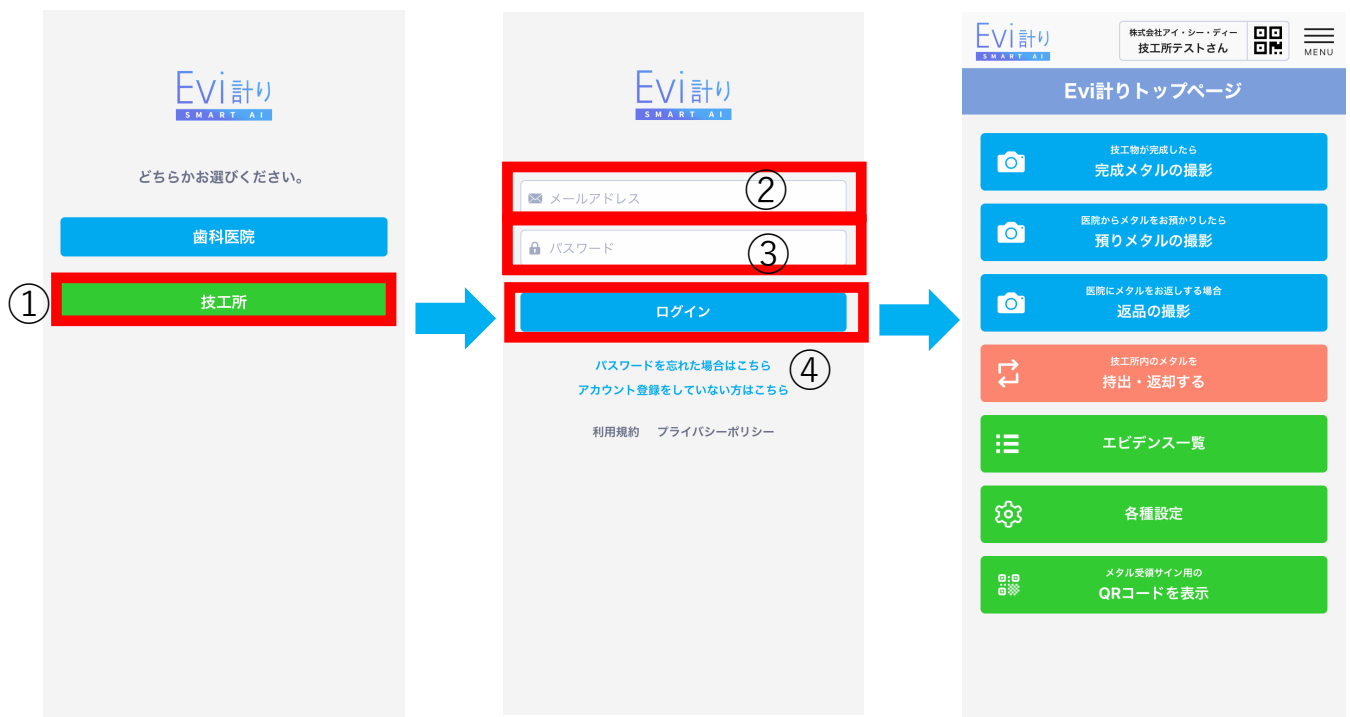 Evi計り
SMART AI
どちらかお選びください。
歯科医院
①
技工所
Evi計り
SMART AI
メールアドレス
②
パスワード
③
ログイン
④
パスワードを忘れた場合はこちら
アカウント登録をしていない方はこちら
利用規約 プライバシーポリシー
Evi計り
SMART AI
株式会社アイ・シー・ディー
技工所テストさん
MENU
Evi計りトップページ
技工物が完成したら
完成メタルの撮影
医院からメタルをお預かりしたら
預りメタルの撮影
医院にメタルをお返しする場合
返品の撮影
技工所内のメタルを
持出・返却する
エビデンス一覧
各種設定
メタル受領サイン用の
QRコードを表示